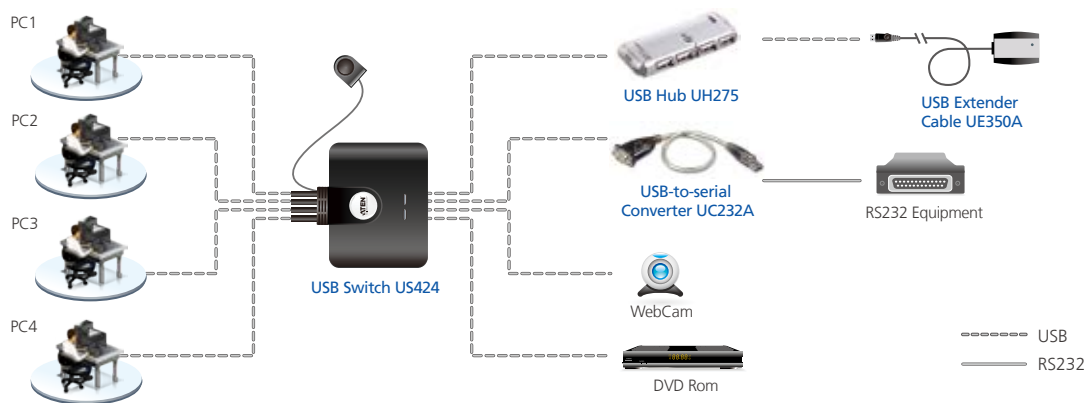 PC1
PC2
PC3
PC4
ATEN
USB Switch US424
USB Hub UH275
USB Extender
Cable UE350A
USB-to-serial
Converter UC232A
RS232 Equipment
WebCam
DVD Rom
USB
RS232